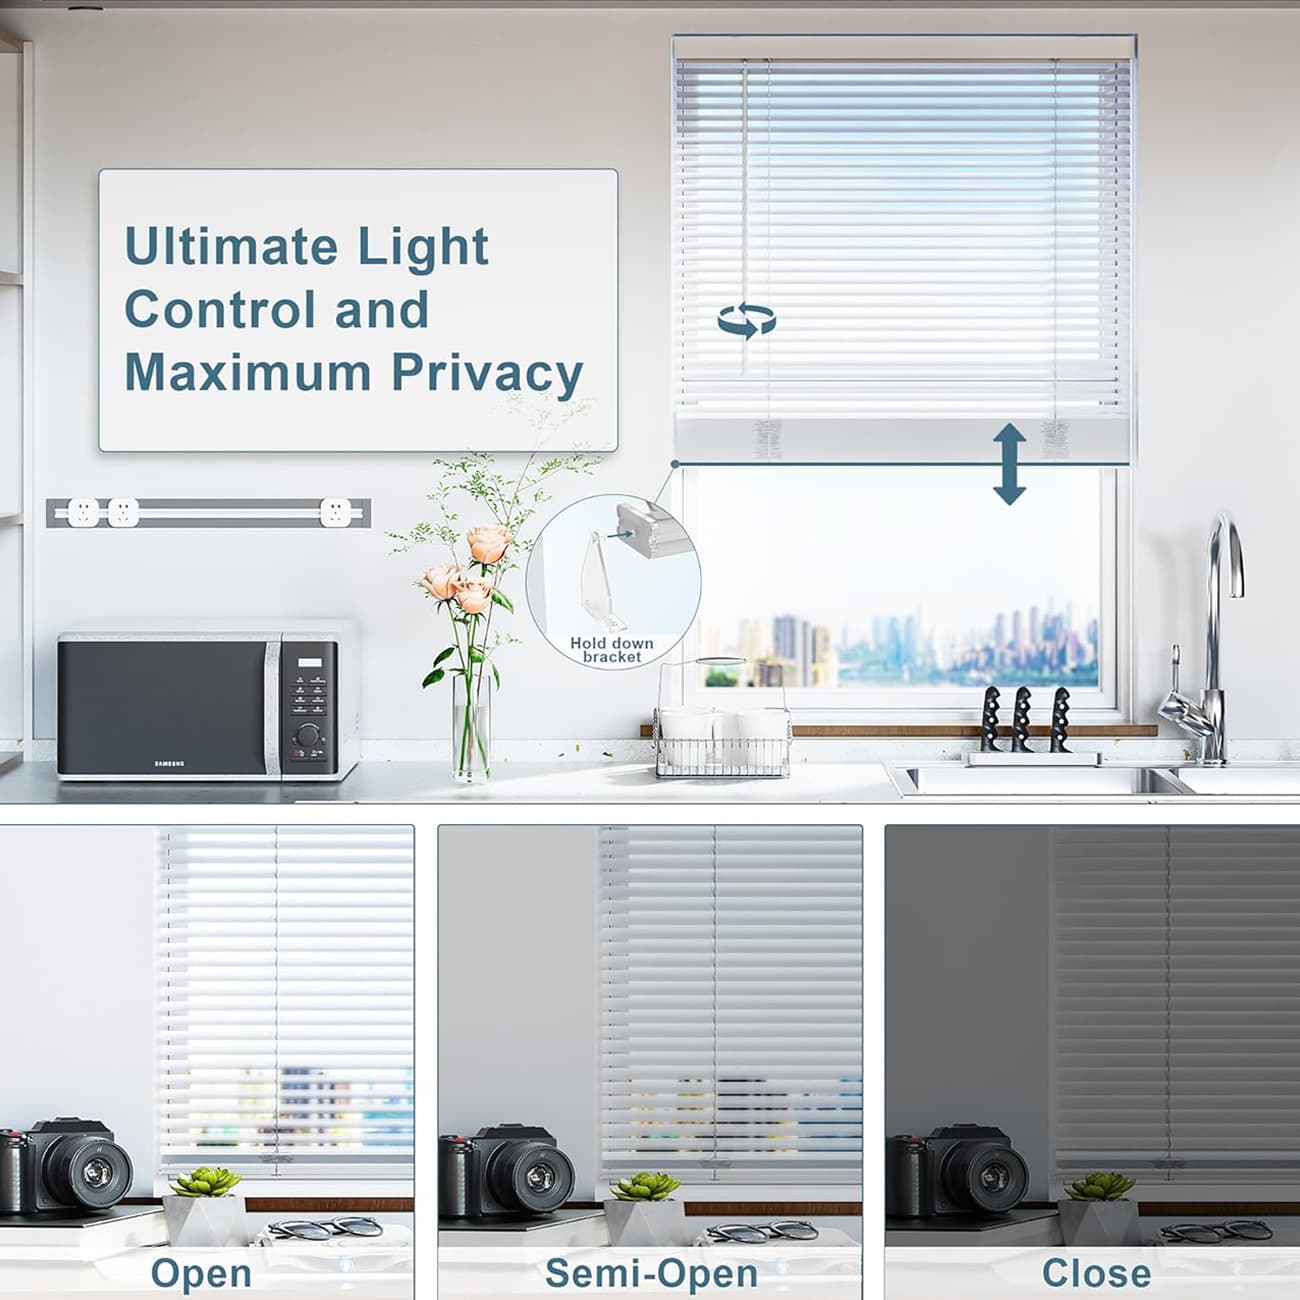 Ultimate Light
Control and
Maximum Privacy
Hold down
bracket
SAMSUNG
Open
Semi-Open
Close